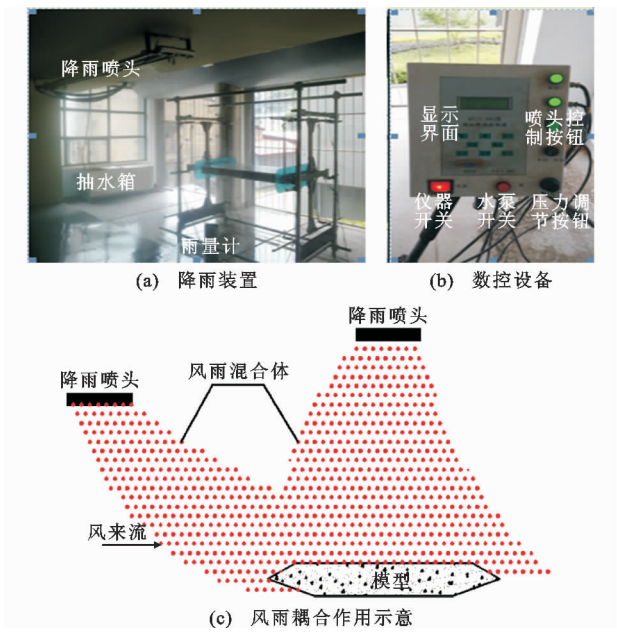 降雨喷头
抽水箱
雨量计
(a) 降雨装置
显示
界面
喷头控
制按钮
仪器
开关
水泵
开关
压力调
节按钮
(b) 数控设备
降雨喷头
降雨喷头
风雨混合体
风来流
模型
(c) 风雨耦合作用示意